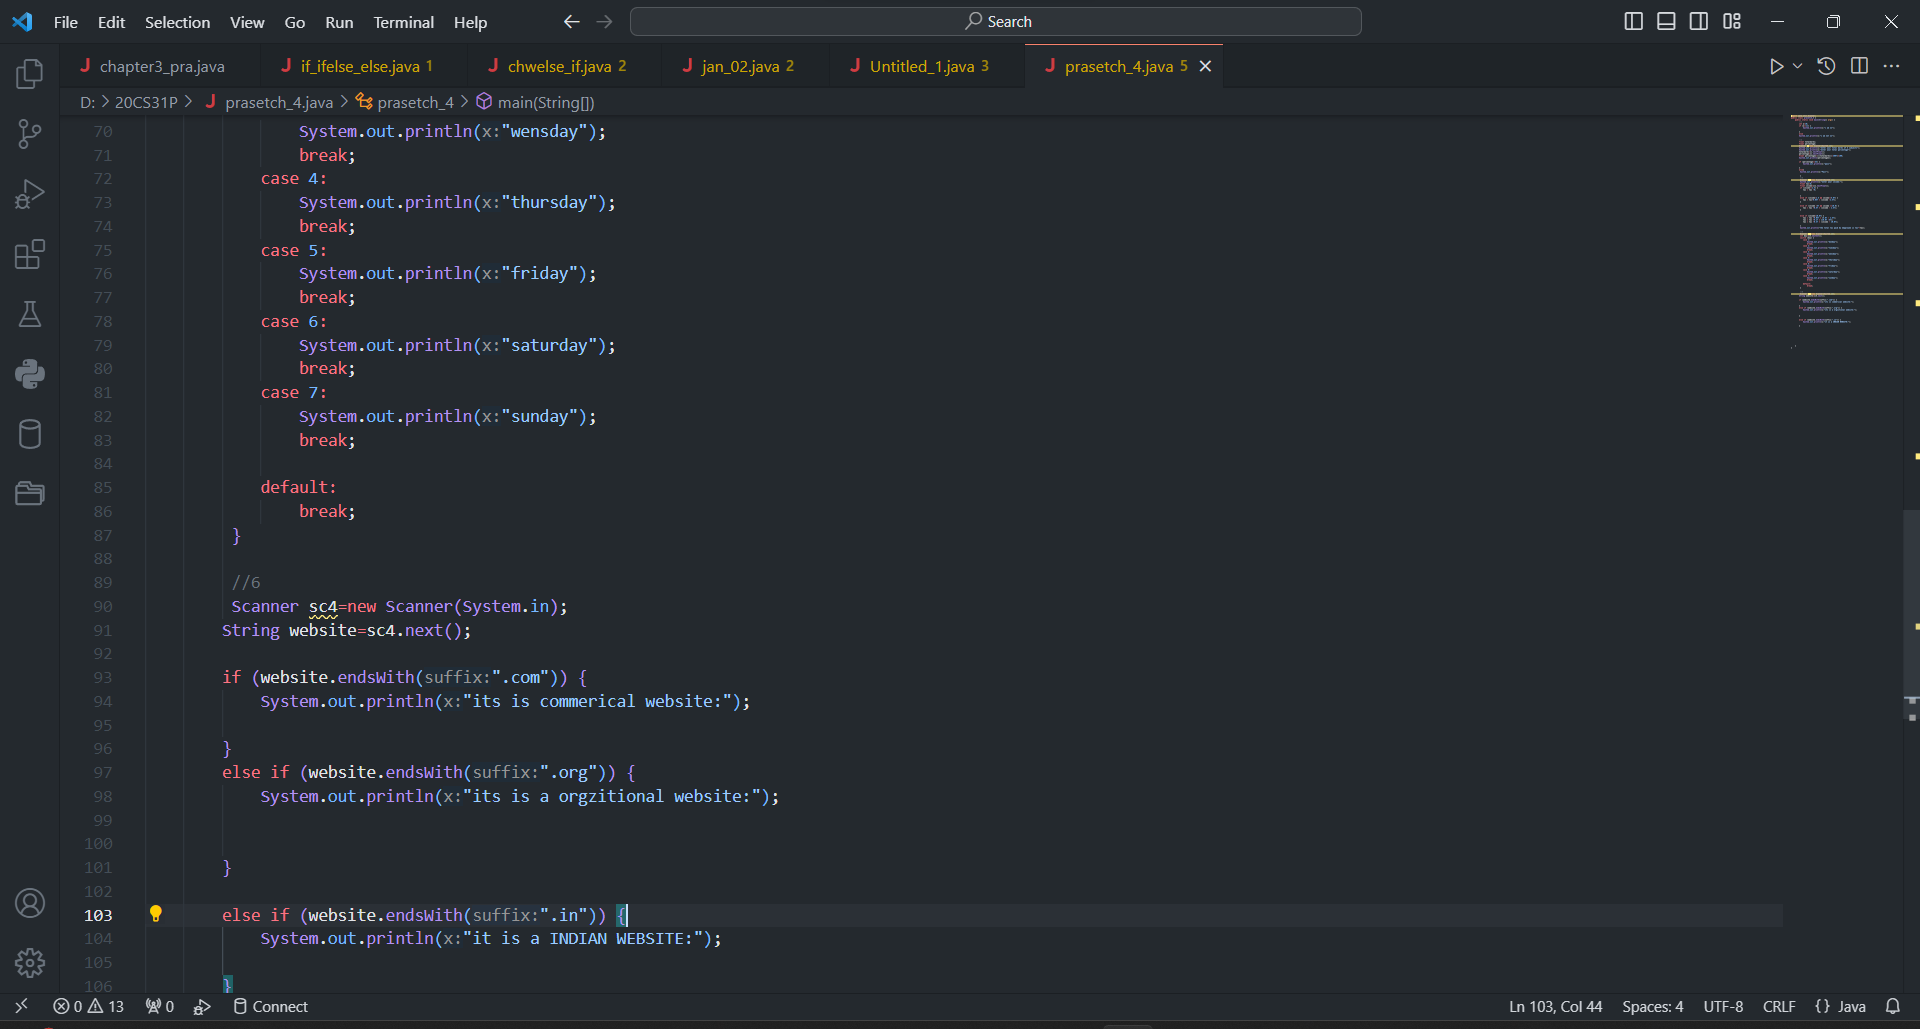 File Edit Selection View Go Run Terminal Help Search
chapter3_pra.java if_ifelse_else.java 1 chwelse_if.java 2 jan_02.java 2 Untitled_1.java 3 prasetch_4.java 5
D: > 20CS31P > prasetch_4.java > prasetch_4 > main(String[])
70 System.out.println(x:"wensday");
71 break;
72 case 4:
73 System.out.println(x:"thursday");
74 break;
75 case 5:
76 System.out.println(x:"friday");
77 break;
78 case 6:
79 System.out.println(x:"saturday");
80 break;
81 case 7:
82 System.out.println(x:"sunday");
83 break;
84
85 default:
86 break;
87 }
88
89 //6
90 Scanner sc4=new Scanner(System.in);
91 String website=sc4.next();
92
93 if (website.endsWith(suffix:".com")) {
94 System.out.println(x:"its is commerical website:");
95
96 }
97 else if (website.endsWith(suffix:".org")) {
98 System.out.println(x:"its is a orgzitional website:");
99
100
101 }
102
103 else if (website.endsWith(suffix:".in")) {
104 System.out.println(x:"it is a INDIAN WEBSITE:");
105
106 }
0 13 0 Connect Ln 103, Col 44 Spaces: 4 UTF-8 CRLF {} Java